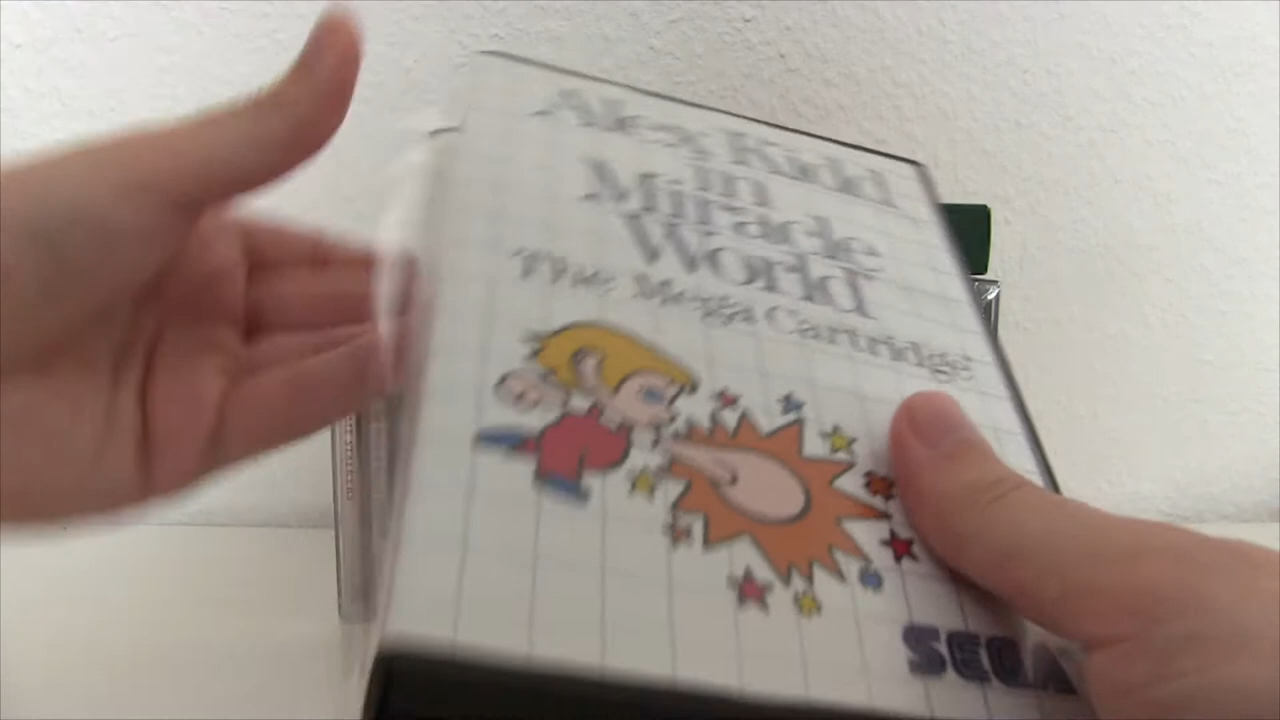 Alex Kidd
in
Miracle
World
The Mega Cartridge
SEGA